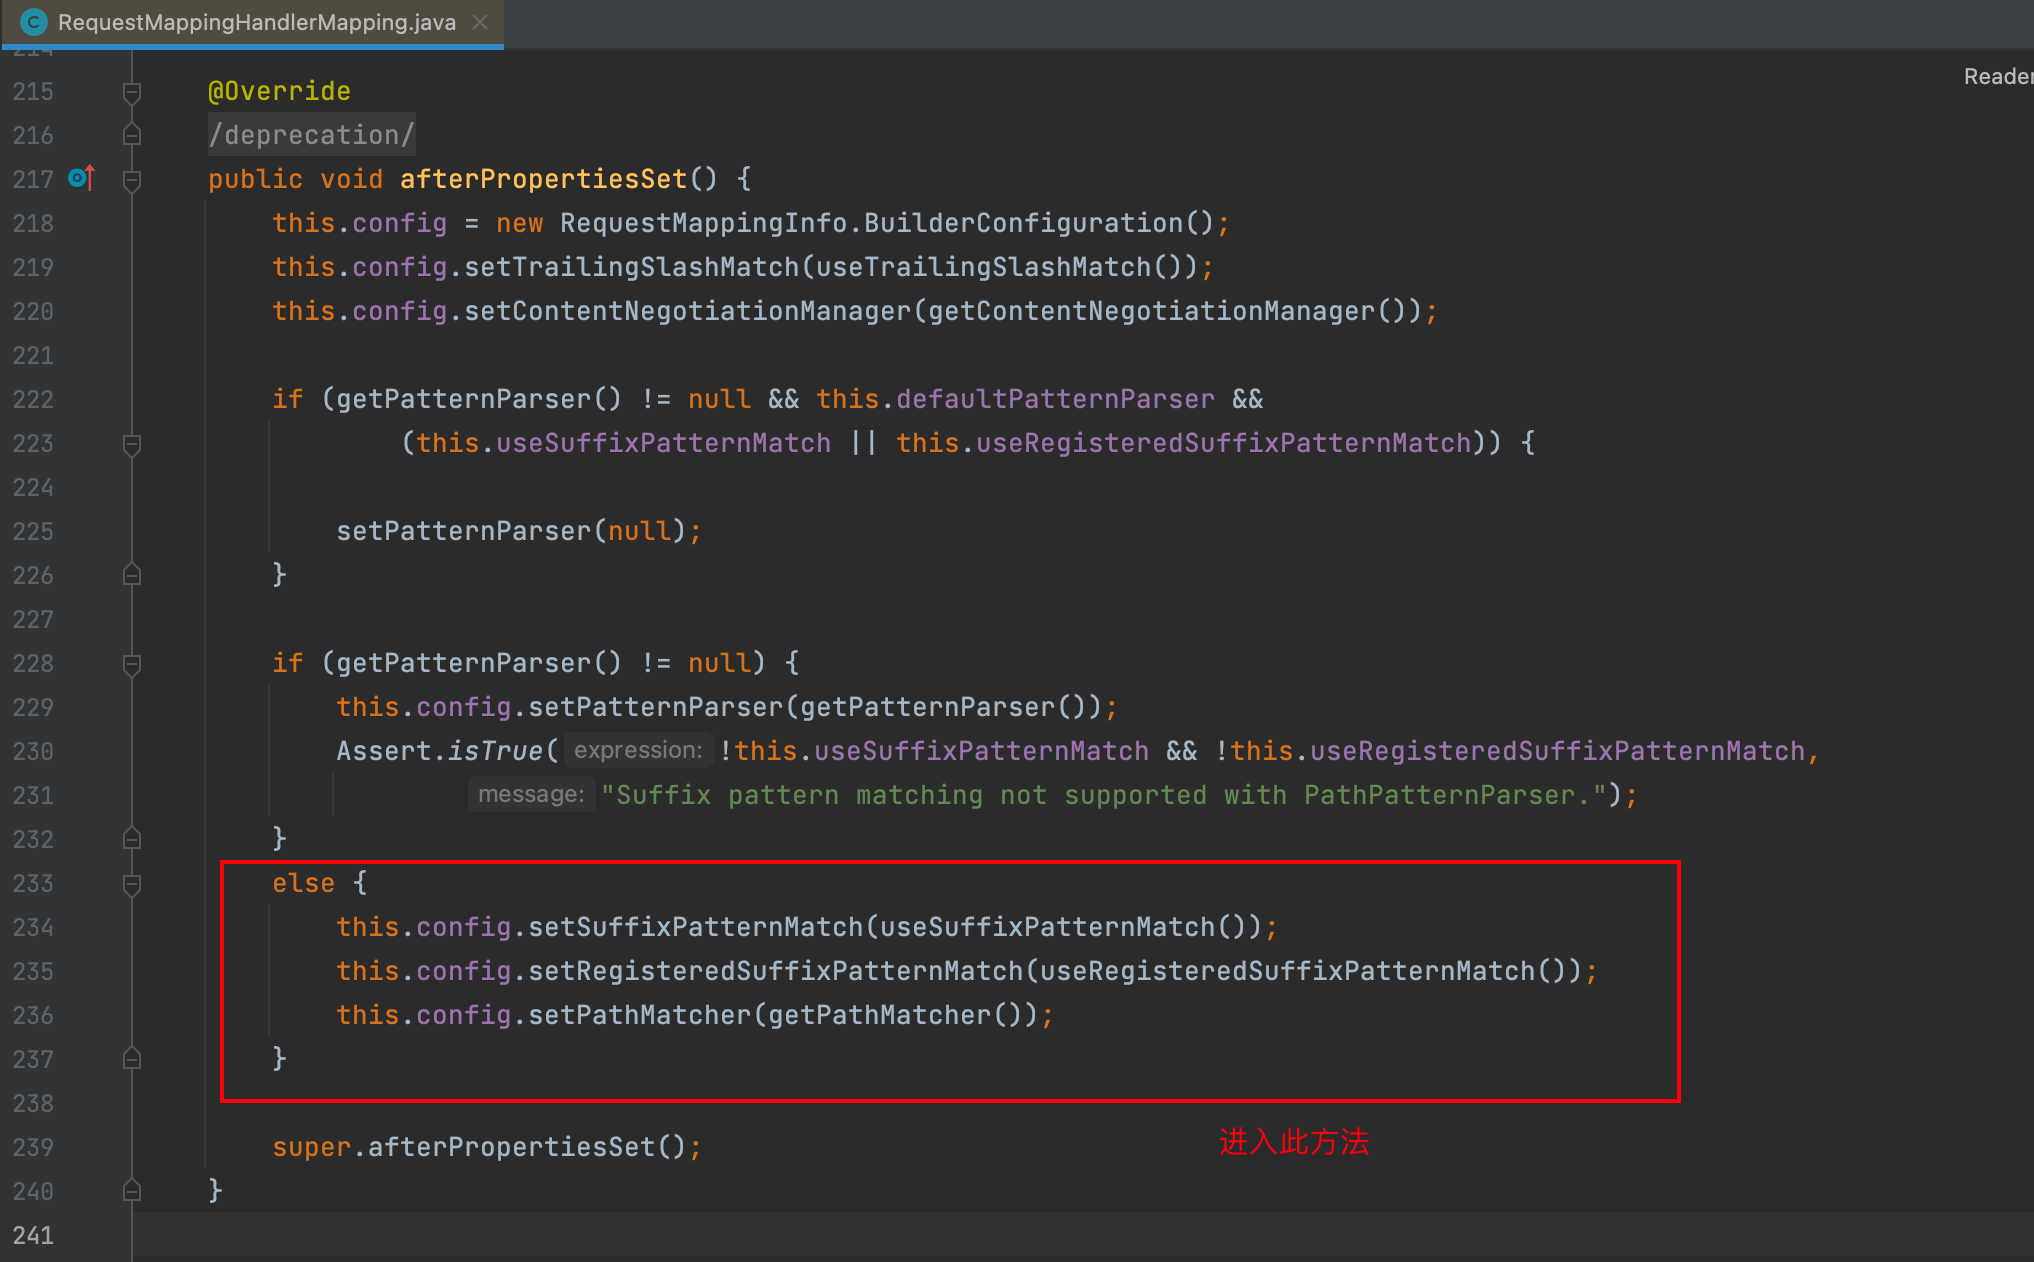 RequestMappingHandlerMapping.java
Reader
214
215 @Override
216 /deprecation/
217 public void afterPropertiesSet() {
218 this.config = new RequestMappingInfo.BuilderConfiguration();
219 this.config.setTrailingSlashMatch(useTrailingSlashMatch());
220 this.config.setContentNegotiationManager(getContentNegotiationManager());
221
222 if (getPatternParser() != null && this.defaultPatternParser &&
223 (this.useSuffixPatternMatch || this.useRegisteredSuffixPatternMatch)) {
224
225 setPatternParser(null);
226 }
227
228 if (getPatternParser() != null) {
229 this.config.setPatternParser(getPatternParser());
230 Assert.isTrue( expression: !this.useSuffixPatternMatch && !this.useRegisteredSuffixPatternMatch,
231 message: "Suffix pattern matching not supported with PathPatternParser.");
232 }
233 else {
234 this.config.setSuffixPatternMatch(useSuffixPatternMatch());
235 this.config.setRegisteredSuffixPatternMatch(useRegisteredSuffixPatternMatch());
236 this.config.setPathMatcher(getPathMatcher());
237 }
238
239 super.afterPropertiesSet();
进入此方法
240 }
241